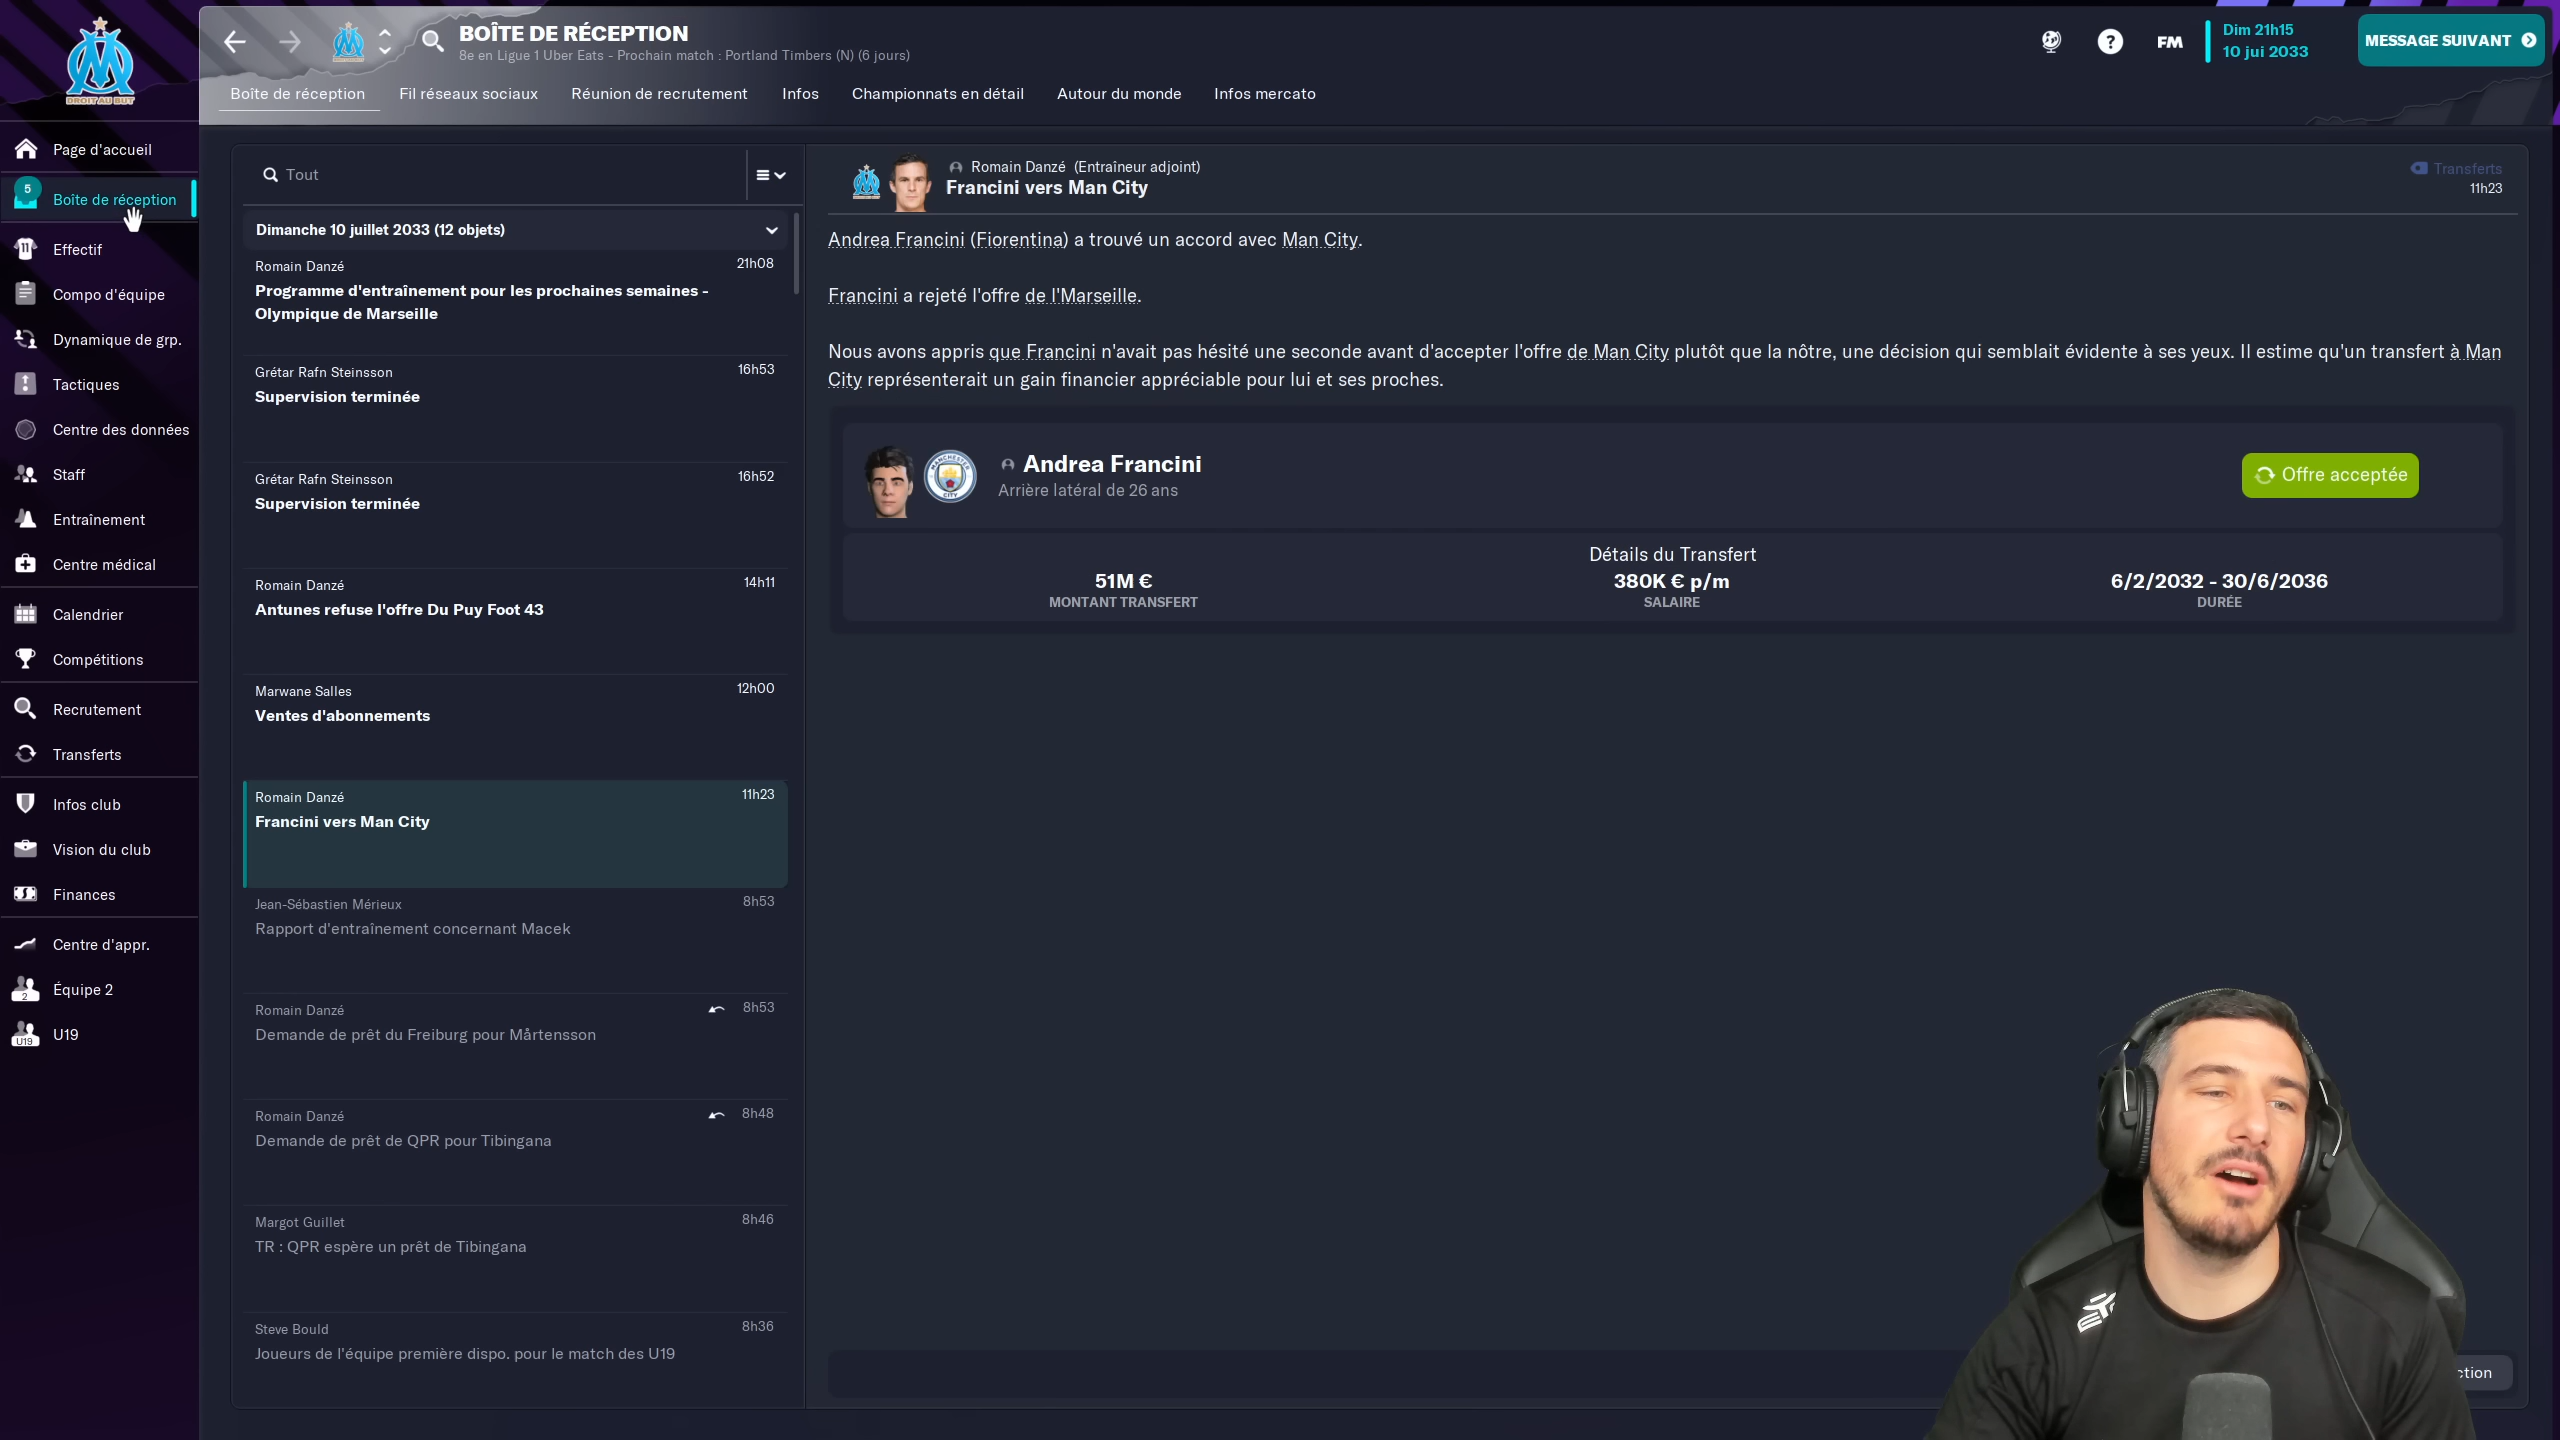 DROIT AU BUT
BOÎTE DE RÉCEPTION
8e en Ligue 1 Uber Eats - Prochain match : Portland Timbers (N) (6 jours)
FM
Dim 21h15
10 jui 2033
MESSAGE SUIVANT
Boîte de réception
Fil réseaux sociaux
Réunion de recrutement
Infos
Championnats en détail
Autour du monde
Infos mercato
Page d'accueil
5
Boîte de réception
11
Effectif
Compo d'équipe
Dynamique de grp.
Tactiques
Centre des données
Staff
Entraînement
Centre médical
Calendrier
Compétitions
Recrutement
Transferts
Infos club
Vision du club
Finances
Centre d'appr.
2
Équipe 2
U19
U19
Tout
Dimanche 10 juillet 2033 (12 objets)
Romain Danzé 21h08
Programme d'entraînement pour les prochaines semaines -
Olympique de Marseille
Grétar Rafn Steinsson 16h53
Supervision terminée
Grétar Rafn Steinsson 16h52
Supervision terminée
Romain Danzé 14h11
Antunes refuse l'offre Du Puy Foot 43
Marwane Salles 12h00
Ventes d'abonnements
Romain Danzé 11h23
Francini vers Man City
Jean-Sébastien Mérieux 8h53
Rapport d'entraînement concernant Macek
Romain Danzé 8h53
Demande de prêt du Freiburg pour Mårtensson
Romain Danzé 8h48
Demande de prêt de QPR pour Tibingana
Margot Guillet 8h46
TR : QPR espère un prêt de Tibingana
Steve Bould 8h36
Joueurs de l'équipe première dispo. pour le match des U19
Romain Danzé (Entraîneur adjoint)
Francini vers Man City
Transferts
11h23
Andrea Francini (Fiorentina) a trouvé un accord avec Man City.
Francini a rejeté l'offre de l'Marseille.
Nous avons appris que Francini n'avait pas hésité une seconde avant d'accepter l'offre de Man City plutôt que la nôtre, une décision qui semblait évidente à ses yeux. Il estime qu'un transfert à Man
City représenterait un gain financier appréciable pour lui et ses proches.
MANCHESTER
CITY
Andrea Francini
Arrière latéral de 26 ans
Offre acceptée
Détails du Transfert
51M € 380K € p/m 6/2/2032 - 30/6/2036
MONTANT TRANSFERT SALAIRE DURÉE
ction